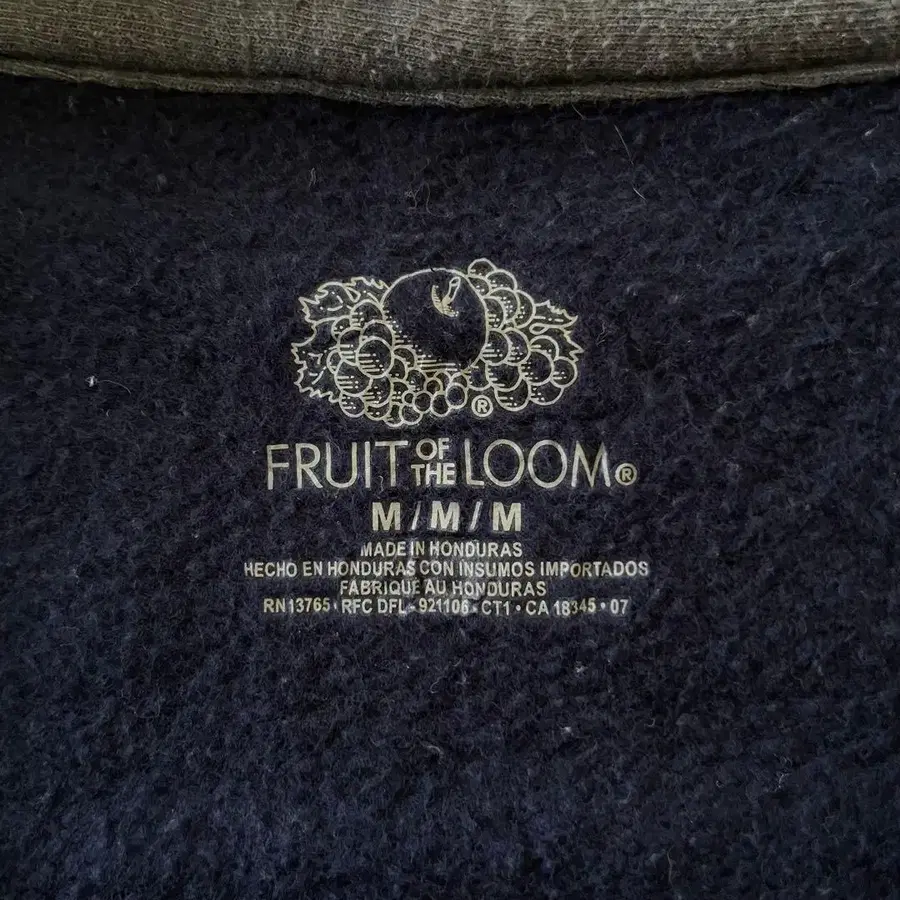 ®
FRUIT OF THE LOOM®
M / M / M
MADE IN HONDURAS
HECHO EN HONDURAS CON INSUMOS IMPORTADOS
FABRIQUÉ AU HONDURAS
RN13765 • RFC DFL - 921106 - CT1 • CA 18345 • 07